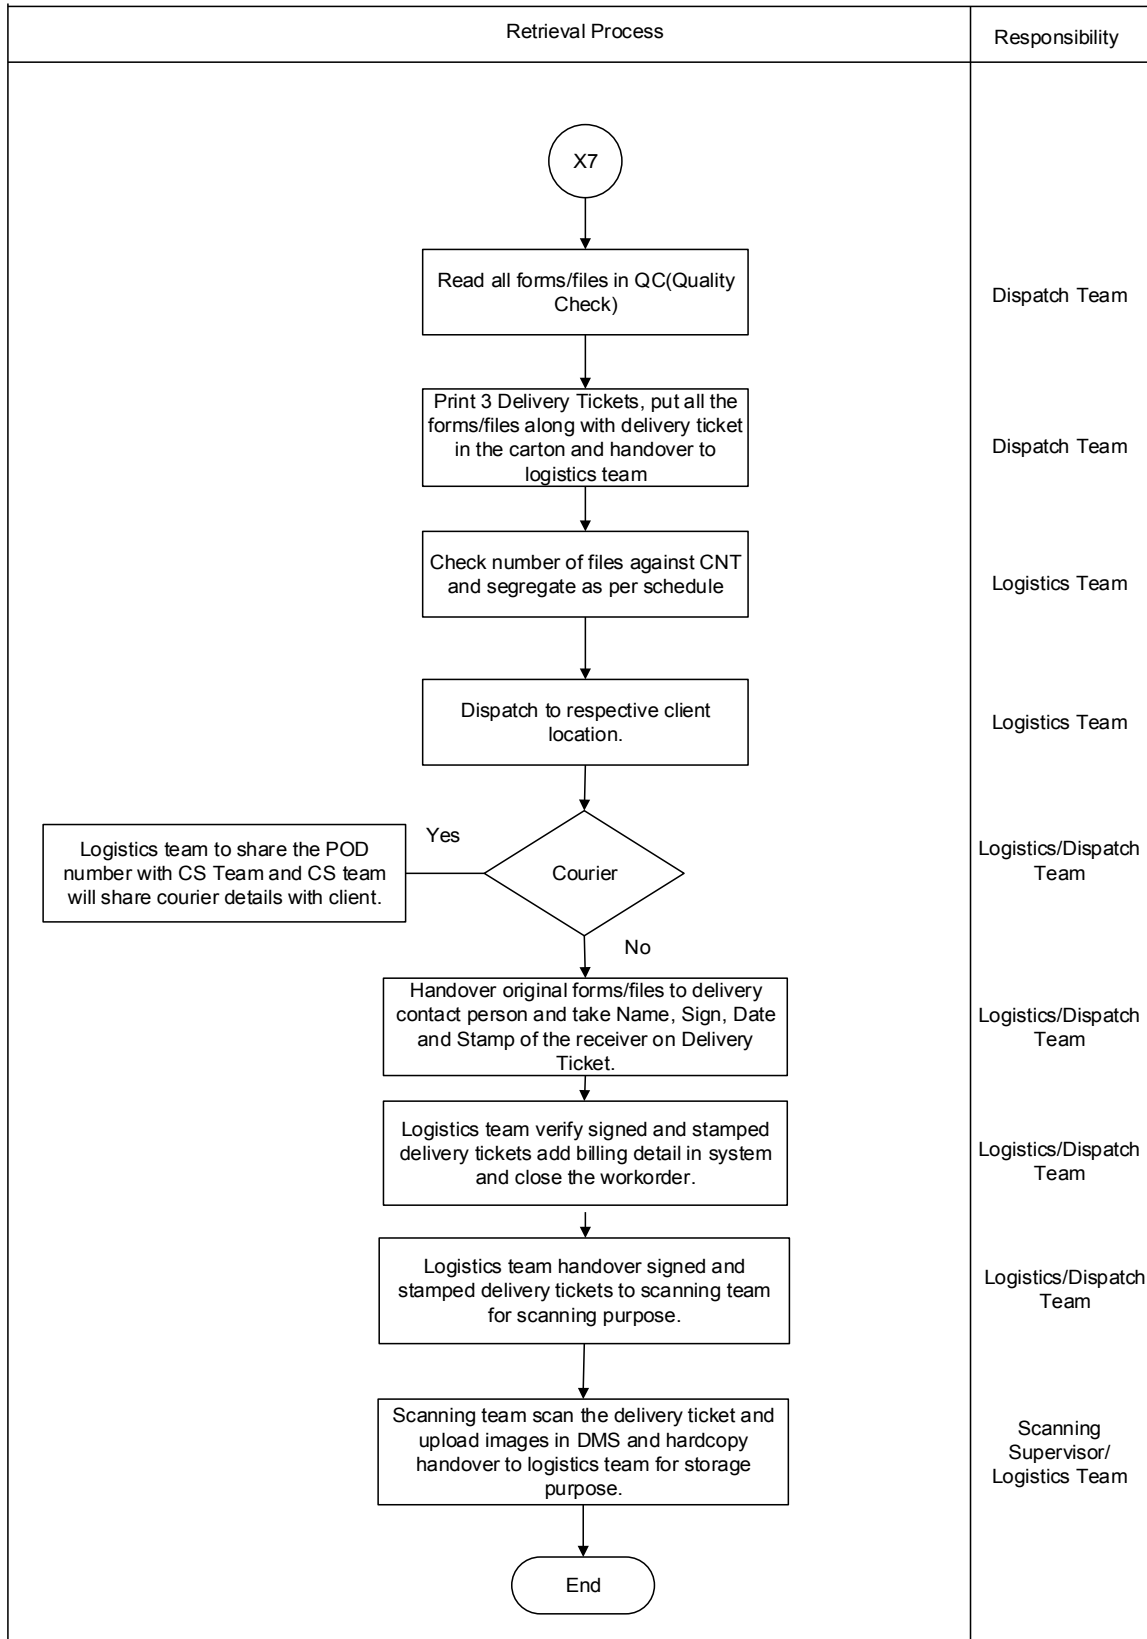 Retrieval Process
Responsibility
X7
Read all forms/files in QC(Quality
Check)
Dispatch Team
Print 3 Delivery Tickets, put all the
forms/files along with delivery ticket
in the carton and handover to
logistics team
Dispatch Team
Check number of files against CNT
and segregate as per schedule
Logistics Team
Dispatch to respective client
location.
Logistics Team
Yes
Logistics team to share the POD
number with CS Team and CS team
will share courier details with client.
Courier
Logistics/Dispatch
Team
No
Handover original forms/files to delivery
contact person and take Name, Sign, Date
and Stamp of the receiver on Delivery
Ticket.
Logistics/Dispatch
Team
Logistics team verify signed and stamped
delivery tickets add billing detail in system
and close the workorder.
Logistics/Dispatch
Team
Logistics team handover signed and
stamped delivery tickets to scanning team
for scanning purpose.
Logistics/Dispatch
Team
Scanning team scan the delivery ticket and
upload images in DMS and hardcopy
handover to logistics team for storage
purpose.
Scanning
Supervisor/
Logistics Team
End